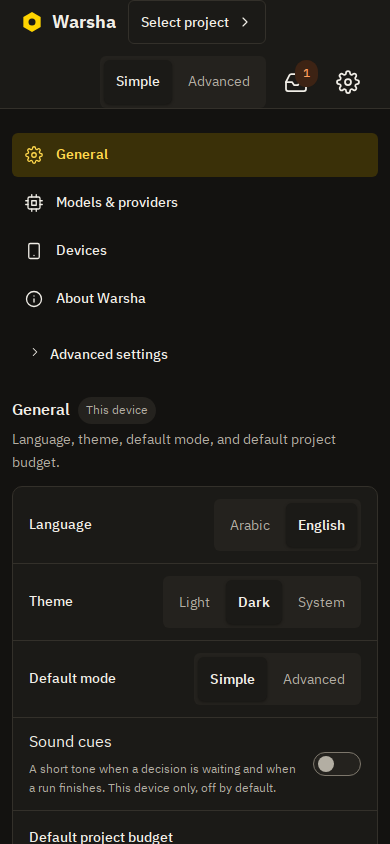 Warsha
Select project
Simple
Advanced
1
General
Models & providers
Devices
About Warsha
Advanced settings
General
This device
Language, theme, default mode, and default project
budget.
Language
Arabic
English
Theme
Light
Dark
System
Default mode
Simple
Advanced
Sound cues
A short tone when a decision is waiting and when
a run finishes. This device only, off by default.
Default project budget